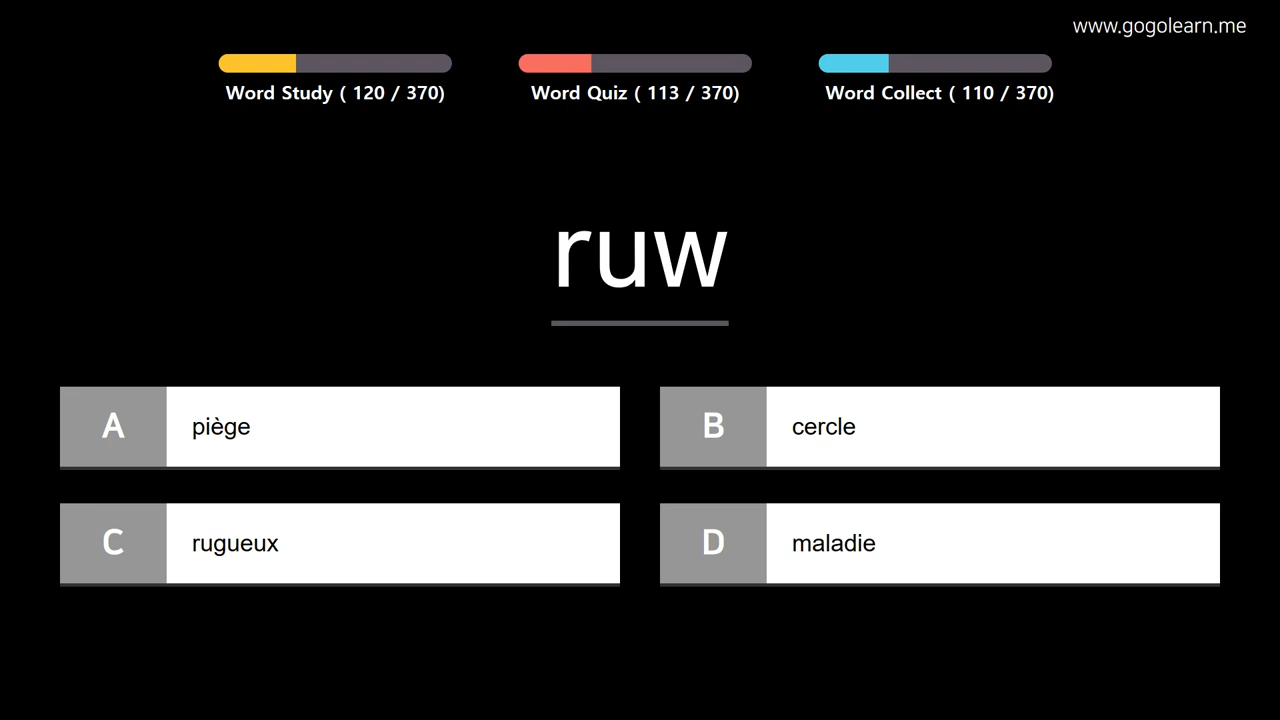 www.gogolearn.me
Word Study ( 120 / 370)
Word Quiz ( 113 / 370)
Word Collect ( 110 / 370)
ruw
A piège
B cercle
C rugueux
D maladie